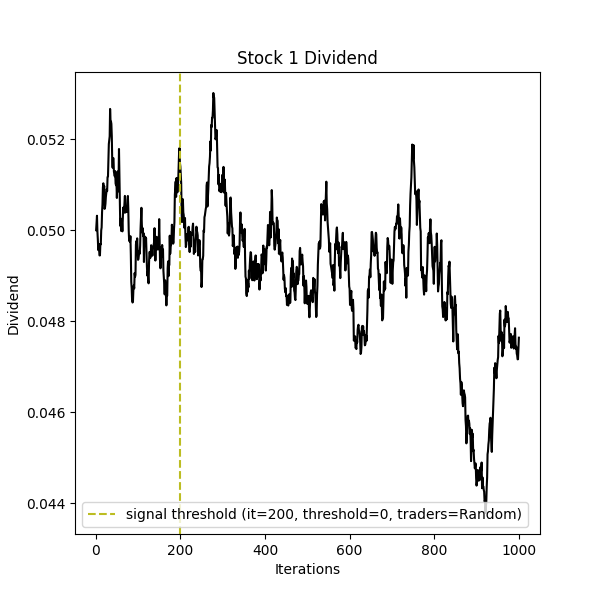 Stock 1 Dividend
Dividend
0.052
0.050
0.048
0.046
0.044
signal threshold (it=200, threshold=0, traders=Random)
0
200
400
600
800
1000
Iterations